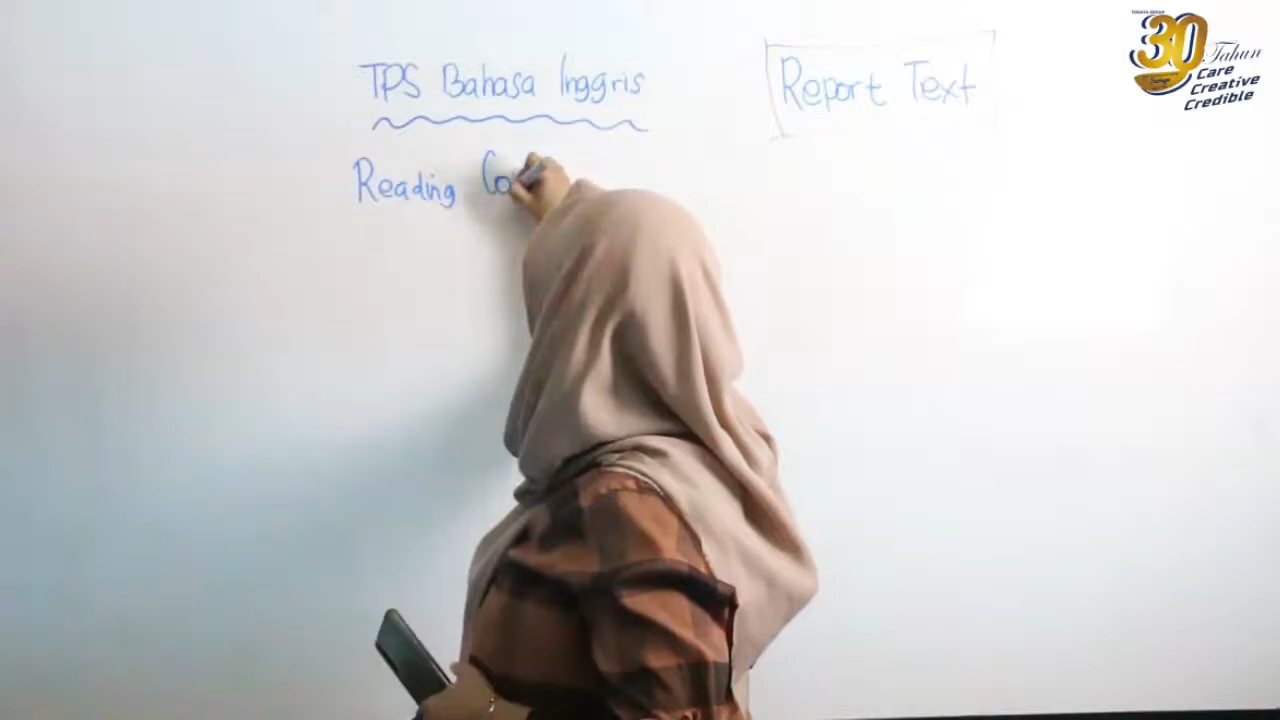 TPS Bahasa Inggris
Reading Co
Report Text
30 Tahun
Care
Creative
Credible